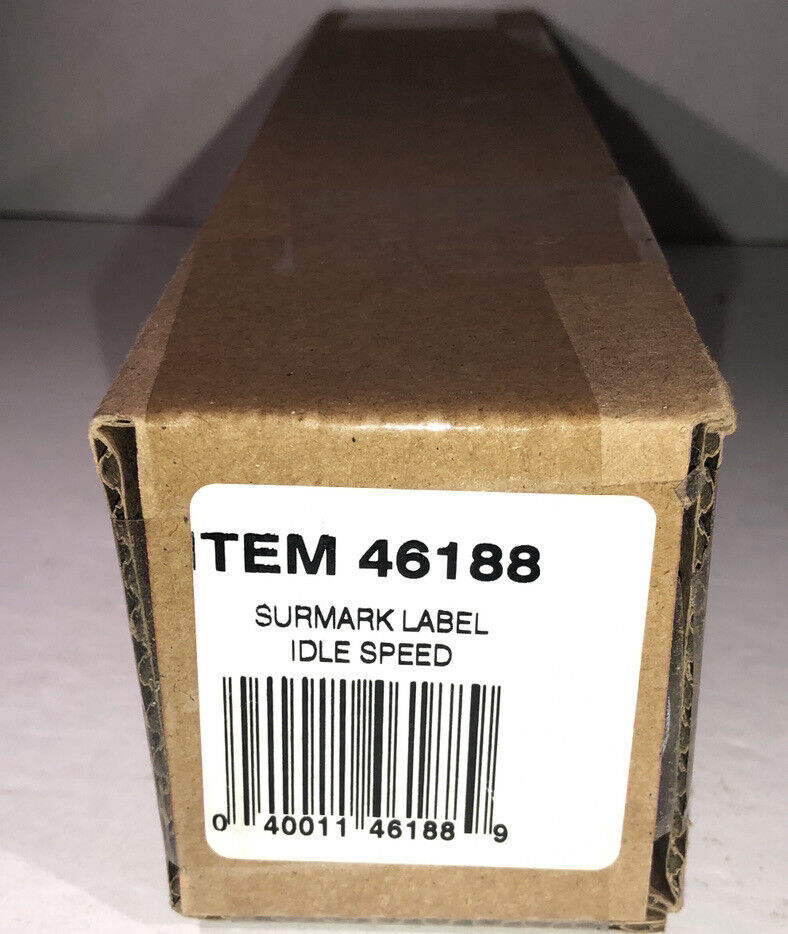 ITEM 46188
SURMARK LABEL
IDLE SPEED
0 40011 46188 9